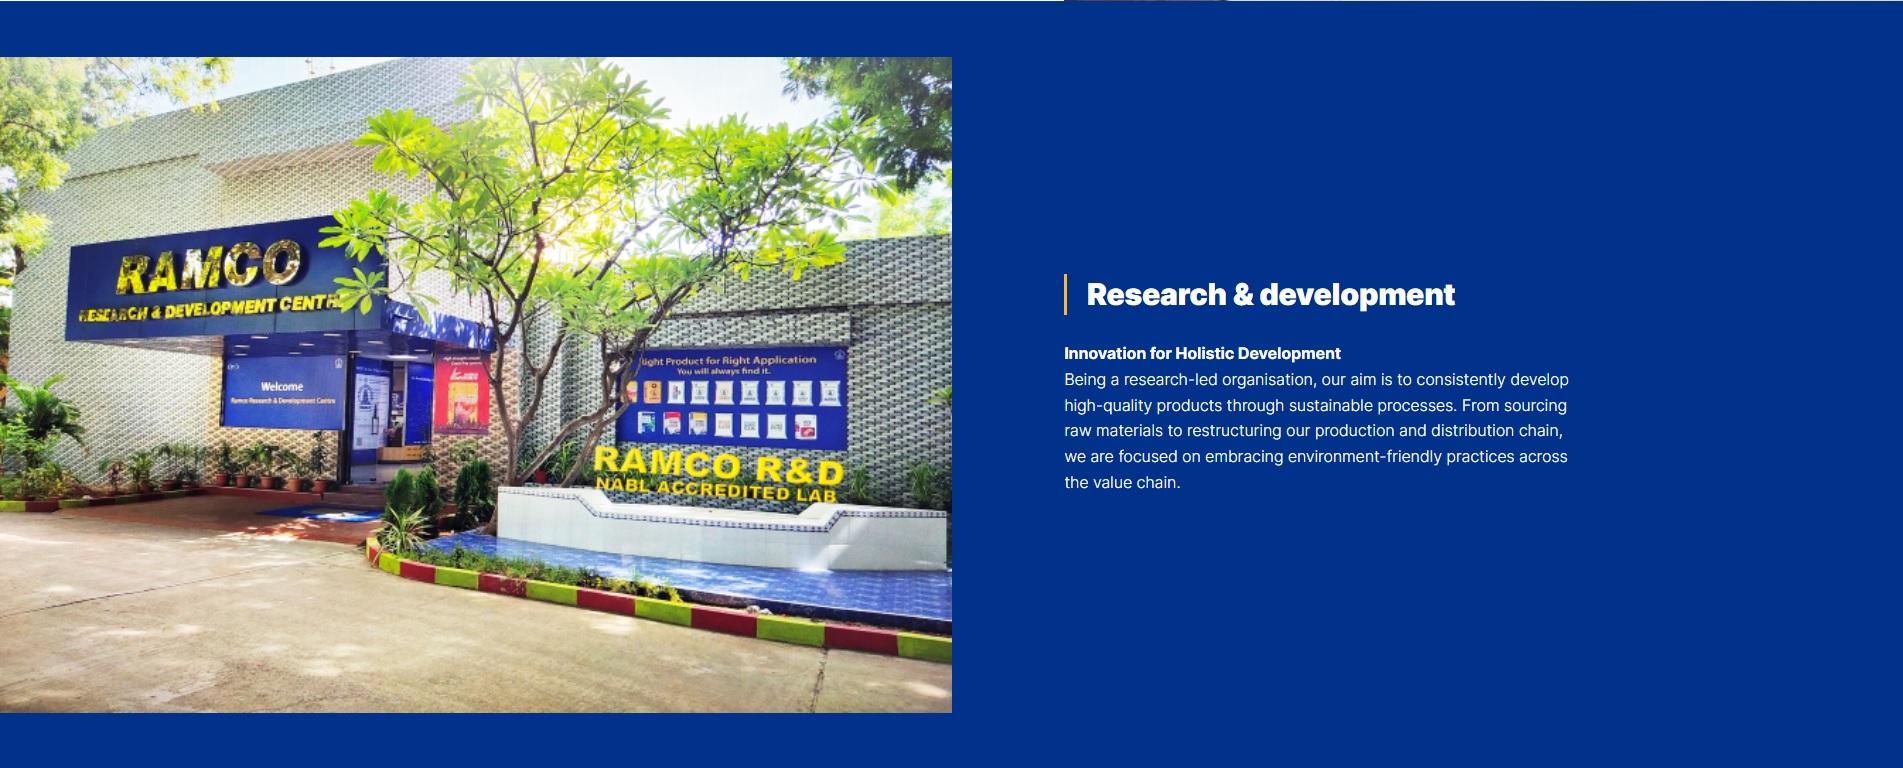 RAMCO
RESEARCH & DEVELOPMENT CENTR
Welcome
Ramco Research & Development Centre
Right Product for Right Application
You will always find it.
RAMCO R&D
NABL ACCREDITED LAB
Research & development
Innovation for Holistic Development
Being a research-led organisation, our aim is to consistently develop
high-quality products through sustainable processes. From sourcing
raw materials to restructuring our production and distribution chain,
we are focused on embracing environment-friendly practices across
the value chain.